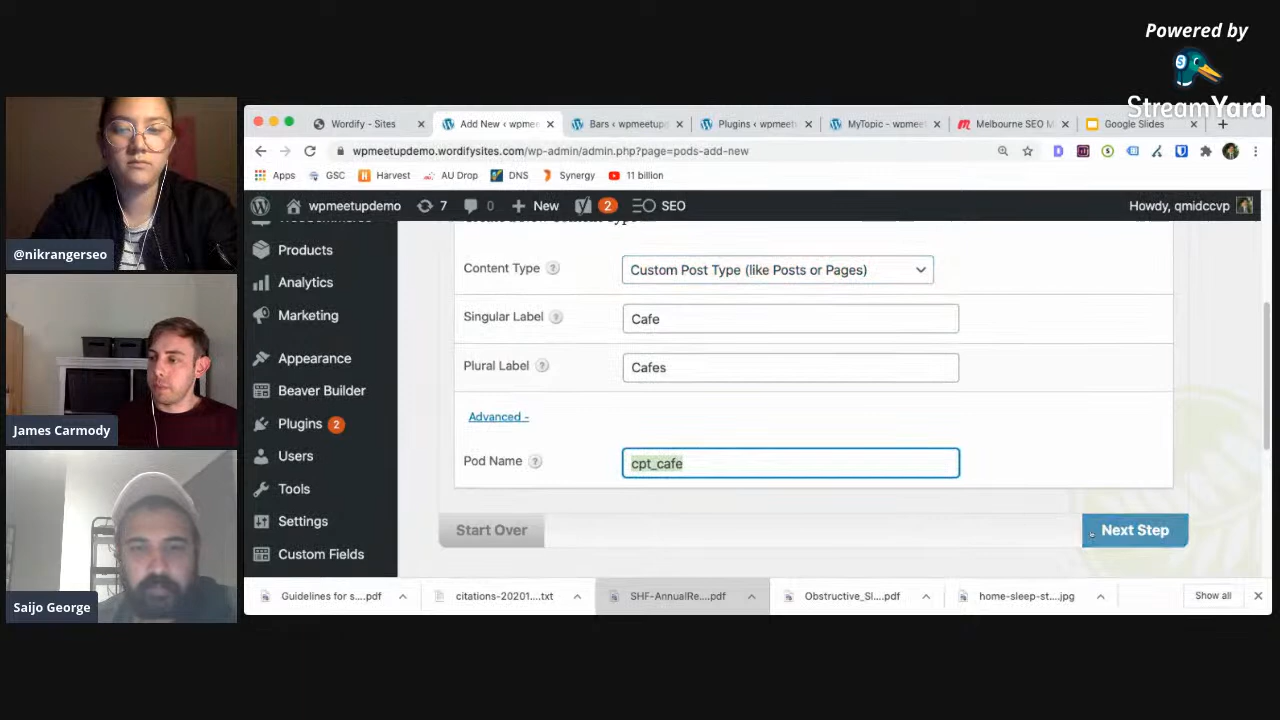 Powered by
StreamYard
@nikrangerseo
James Carmody
Saijo George
Wordify - Sites
Add New ‹ wpme
Bars ‹ wpmeetup
Plugins ‹ wpmeet
MyTopic - wpmee
Melbourne SEO M
Google Slides
wpmeetupdemo.wordifysites.com/wp-admin/admin.php?page=pods-add-new
Apps
GSC
Harvest
AU Drop
DNS
Synergy
11 billion
wpmeetupdemo
7
0
New
2
SEO
Howdy, qmidccvp
Products
Analytics
Marketing
Appearance
Beaver Builder
Plugins 2
Users
Tools
Settings
Custom Fields
Content Type ?
Custom Post Type (like Posts or Pages)
Singular Label ?
Cafe
Plural Label ?
Cafes
Advanced -
Pod Name ?
cpt_cafe
Start Over
Next Step
Guidelines for s....pdf
citations-20201....txt
SHF-AnnualRe....pdf
Obstructive_Sl....pdf
home-sleep-st....jpg
Show all